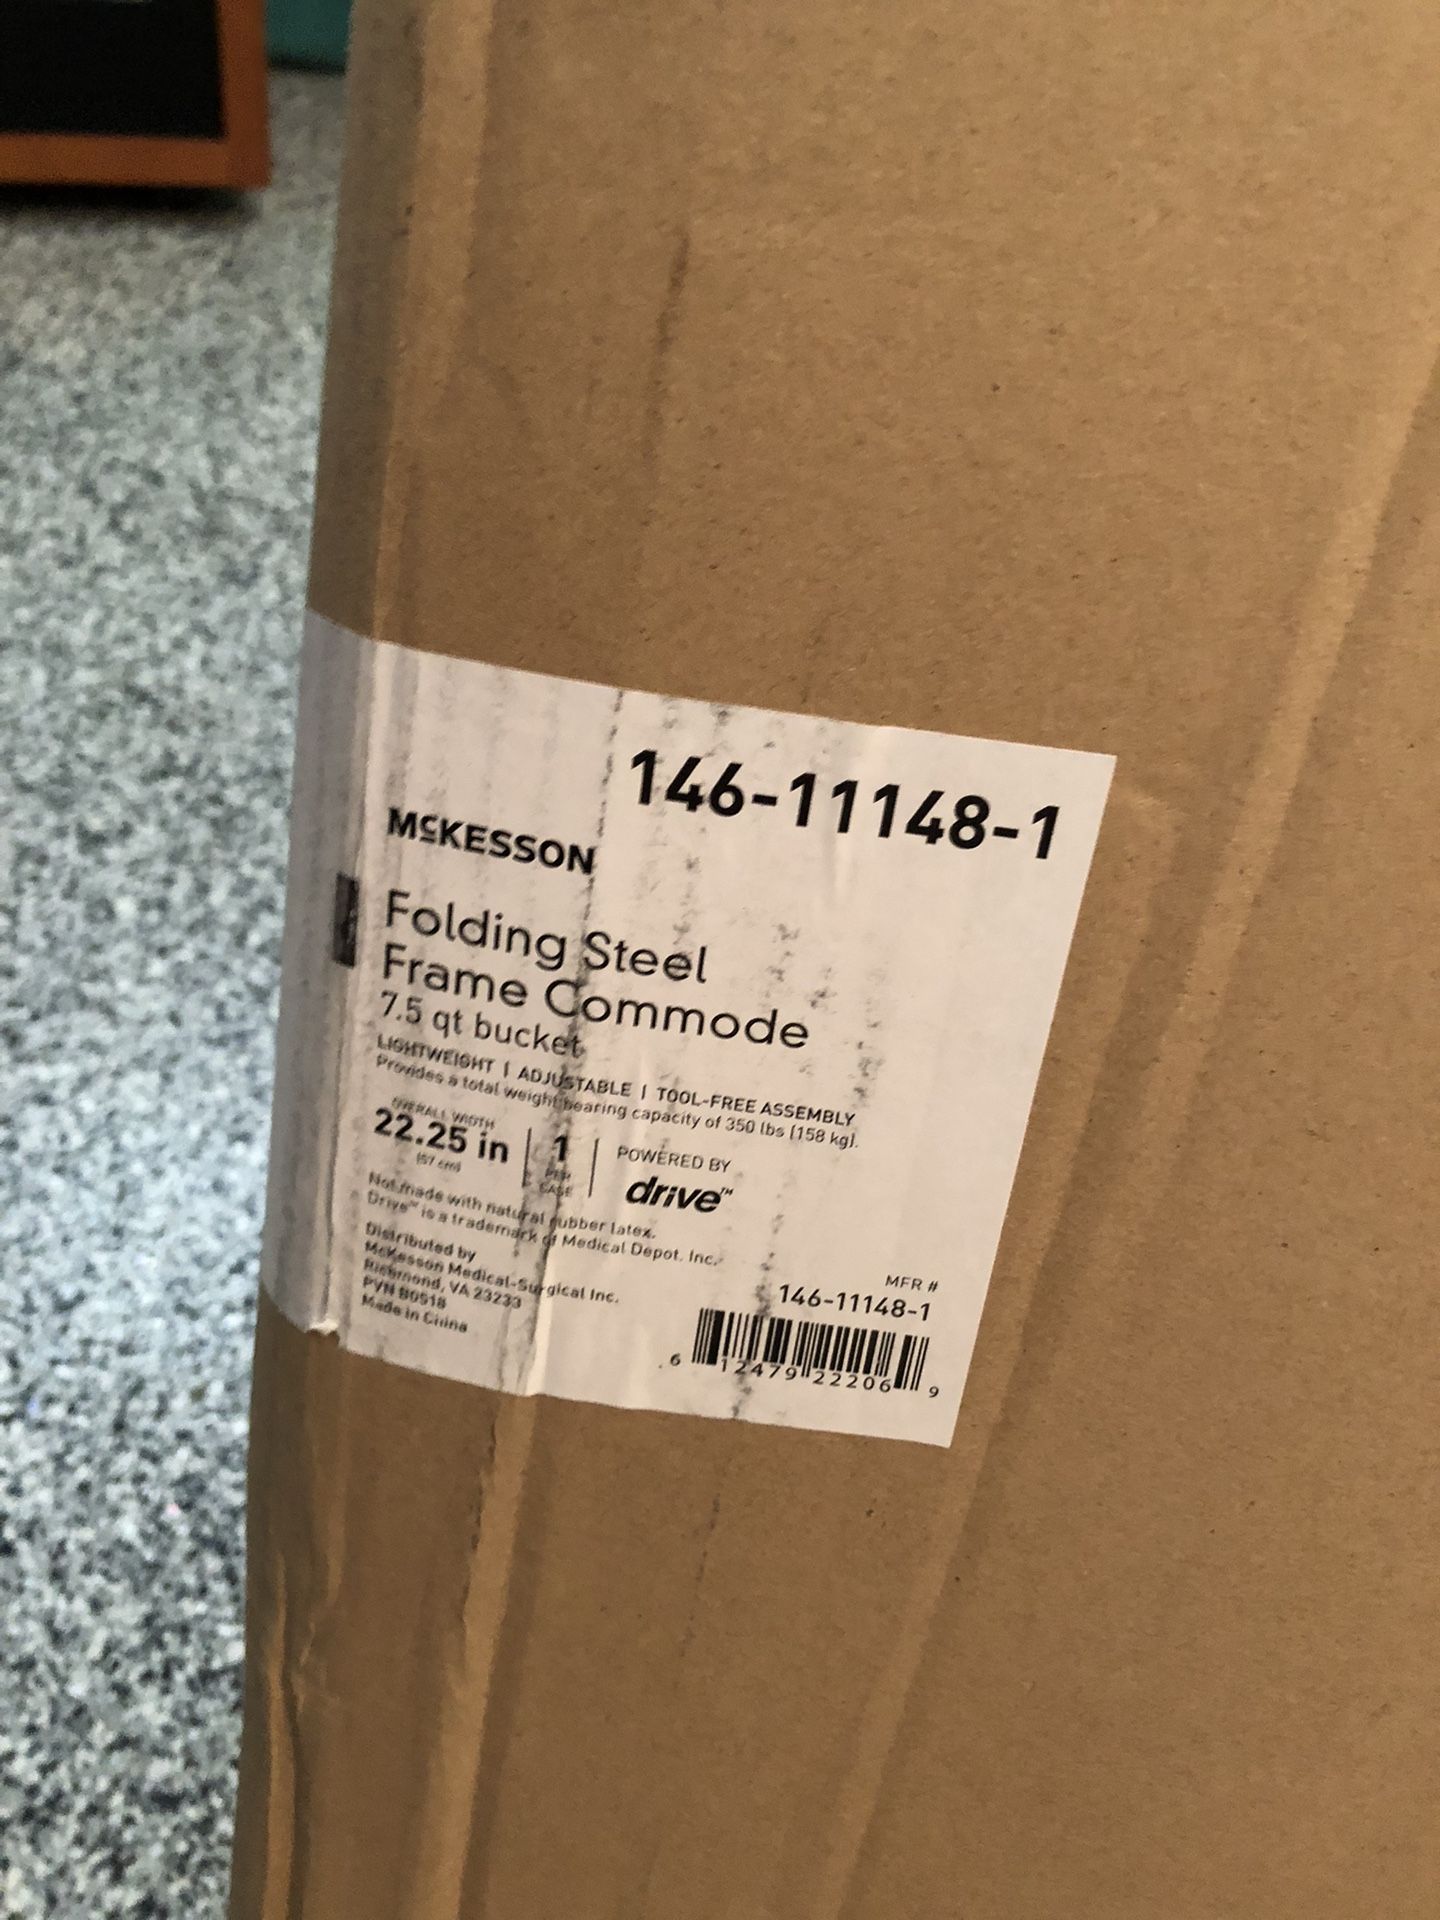 146-11148-1
McKESSON
Folding Steel
Frame Commode
7.5 qt bucket
LIGHTWEIGHT | ADJUSTABLE | TOOL-FREE ASSEMBLY
Provides a total weight bearing capacity of 350 lbs (158 kg).
OVERALL WIDTH
22.25 in
(57 cm)
1
PER
CASE
POWERED BY
drive™
Not made with natural rubber latex.
Drive™ is a trademark of Medical Depot. Inc.
Distributed by
McKesson Medical-Surgical Inc.
Richmond, VA 23233
PVN B0518
Made in China
MFR #
146-11148-1
6 12479 22206 9